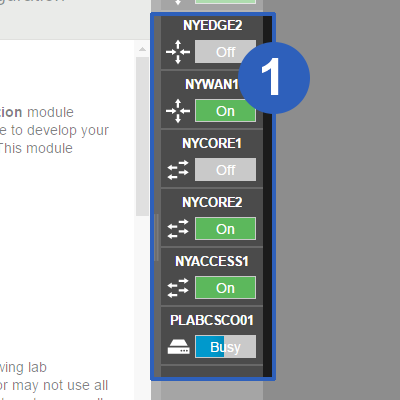 guration
NYEDGE2
Off
1
NYWAN1
On
tion module
e to develop your
This module
NYCORE1
Off
NYCORE2
On
NYACCESS1
On
PLABCSCO01
Busy
wing lab
or may not use all